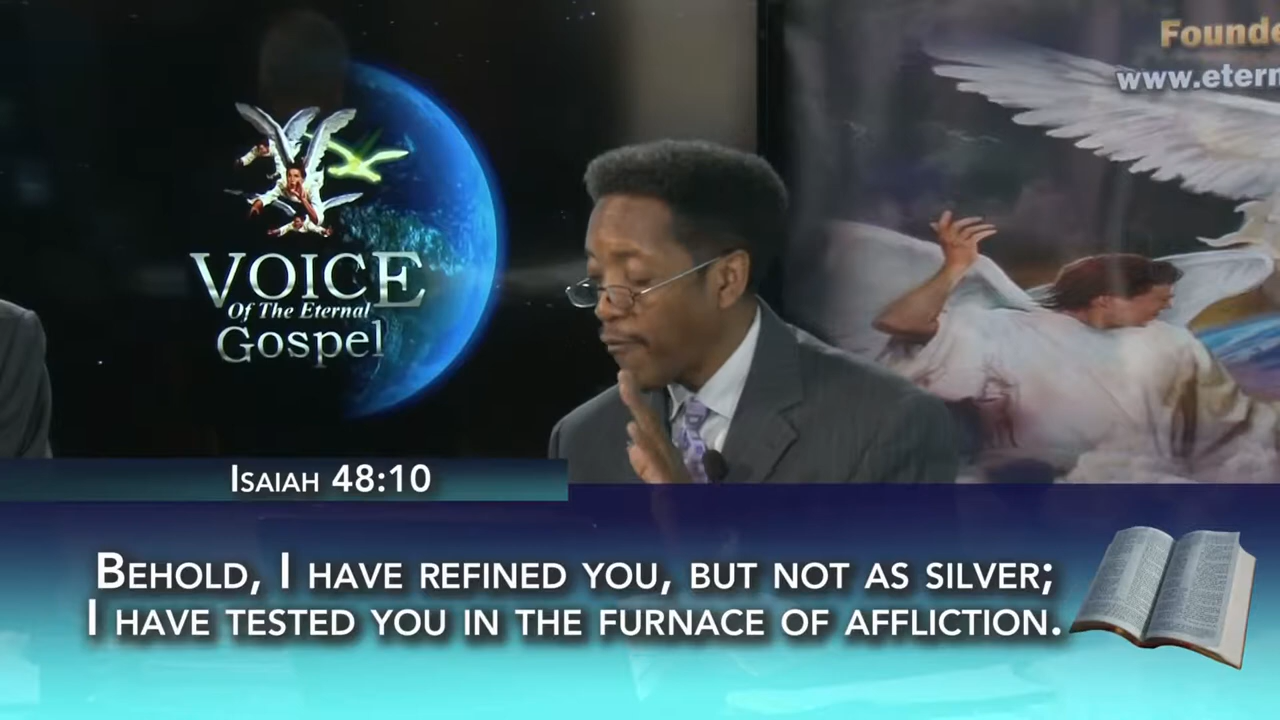 Founde
www.etern
VOICE
Of The Eternal
Gospel
ISAIAH 48:10
BEHOLD, I HAVE REFINED YOU, BUT NOT AS SILVER;
I HAVE TESTED YOU IN THE FURNACE OF AFFLICTION.